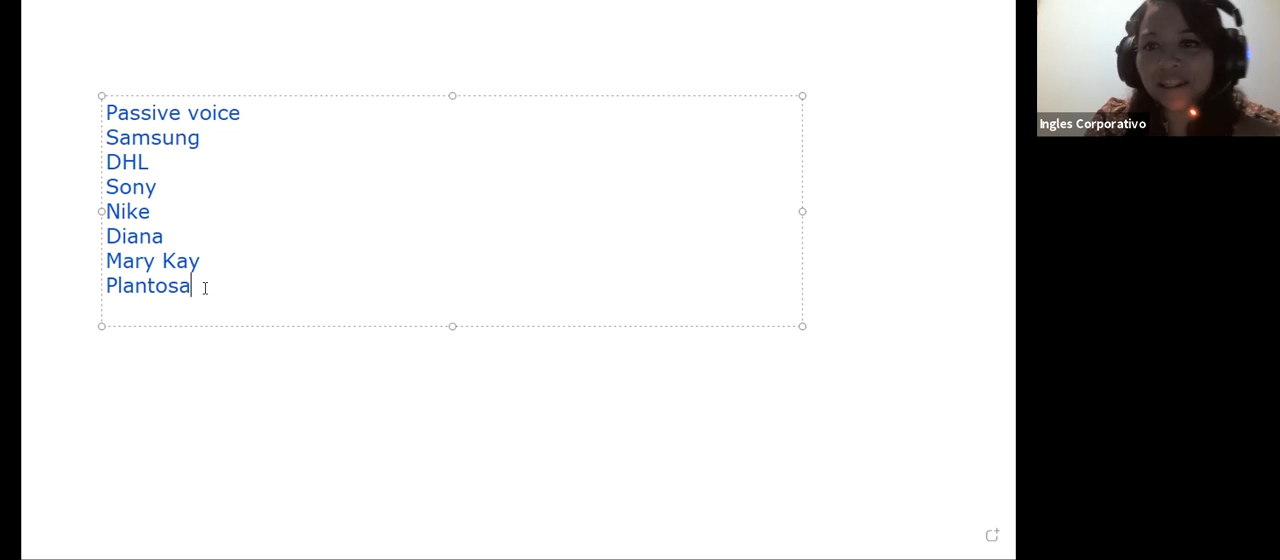 Passive voice
Samsung
DHL
Sony
Nike
Diana
Mary Kay
Plantosa
Ingles Corporativo